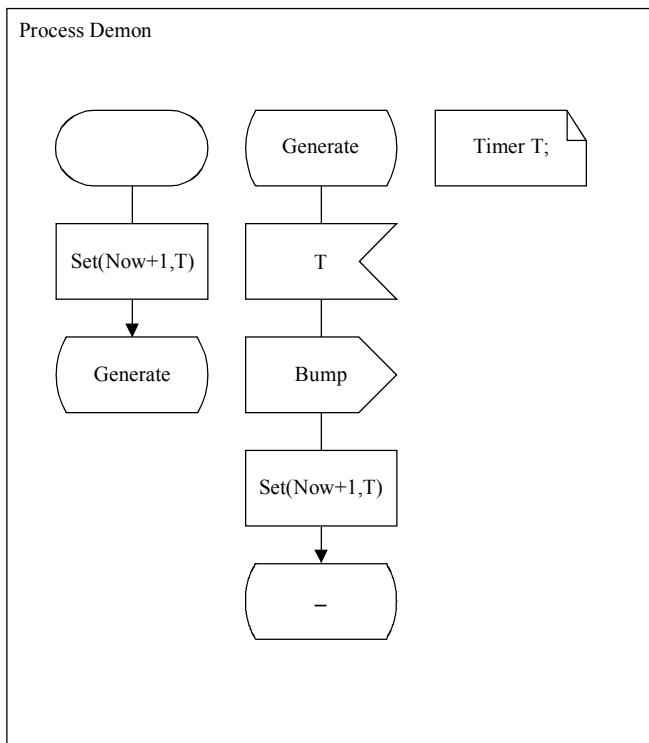 Process Demon
Generate
Timer T;
Set(Now+1,T)
T
Generate
Bump
Set(Now+1,T)
–